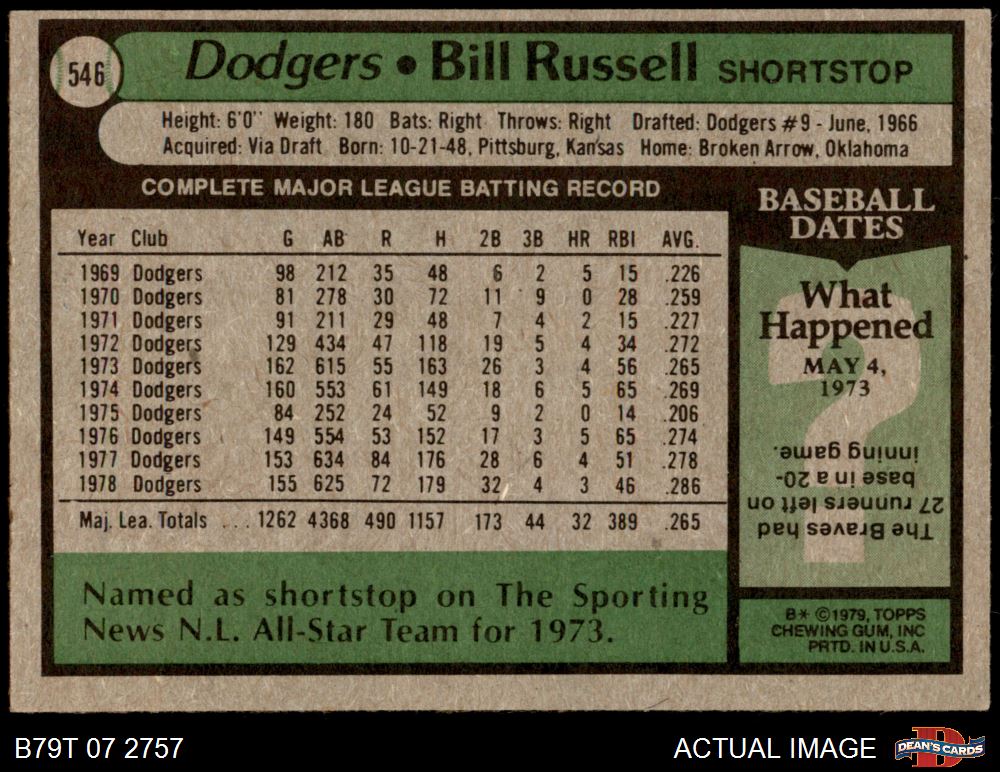 546
Dodgers • Bill Russell SHORTSTOP
Height: 6'0" Weight: 180 Bats: Right Throws: Right Drafted: Dodgers #9 - June, 1966
Acquired: Via Draft Born: 10-21-48, Pittsburg, Kansas Home: Broken Arrow, Oklahoma
COMPLETE MAJOR LEAGUE BATTING RECORD
Year Club G AB R H 2B 3B HR RBI AVG.
1969 Dodgers 98 212 35 48 6 2 5 15 .226
1970 Dodgers 81 278 30 72 11 9 0 28 .259
1971 Dodgers 91 211 29 48 7 4 2 15 .227
1972 Dodgers 129 434 47 118 19 5 4 34 .272
1973 Dodgers 162 615 55 163 26 3 4 56 .265
1974 Dodgers 160 553 61 149 18 6 5 65 .269
1975 Dodgers 84 252 24 52 9 2 0 14 .206
1976 Dodgers 149 554 53 152 17 3 5 65 .274
1977 Dodgers 153 634 84 176 28 6 4 51 .278
1978 Dodgers 155 625 72 179 32 4 3 46 .286
Maj. Lea. Totals ... 1262 4368 490 1157 173 44 32 389 .265
Named as shortstop on The Sporting
News N.L. All-Star Team for 1973.
BASEBALL
DATES
What
Happened
MAY 4,
1973
?
The Braves had
27 runners left on
base in a 20-
inning game.
B* ©1979, TOPPS
CHEWING GUM, INC
PRTD. IN U.S.A.
B79T 07 2757
ACTUAL IMAGE
D
DEAN'S CARDS